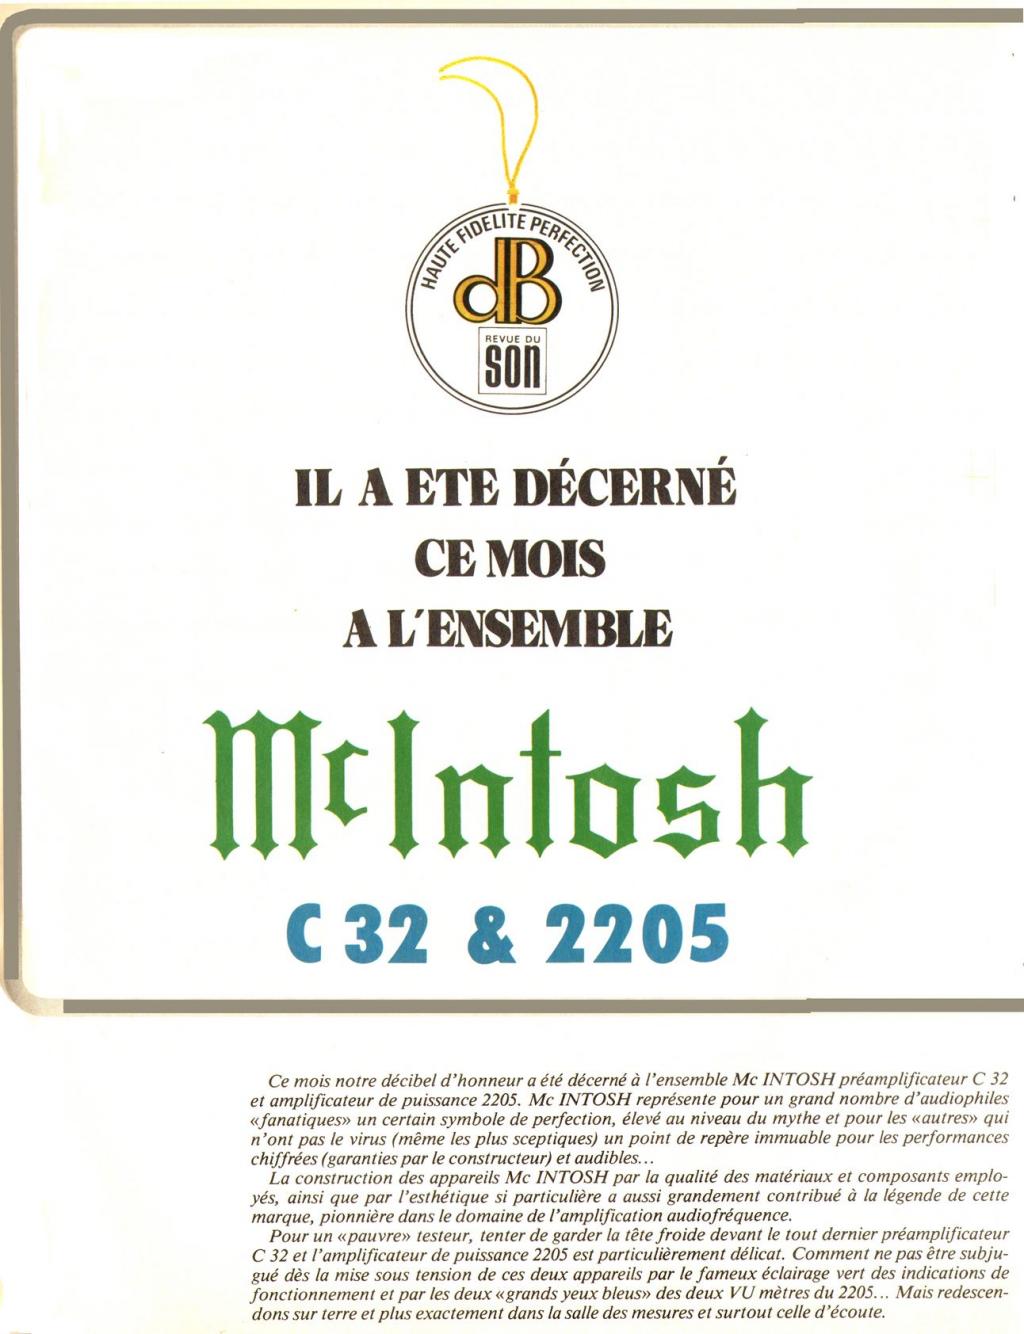 HAUTE FIDELITE PERFECTION
dB
REVUE DU
SON
IL A ETE DÉCERNÉ
CE MOIS
A L'ENSEMBLE
McIntosh
C 32 & 2205
Ce mois notre décibel d'honneur a été décerné à l'ensemble Mc INTOSH préamplificateur C 32
et amplificateur de puissance 2205. Mc INTOSH représente pour un grand nombre d'audiophiles
«fanatiques» un certain symbole de perfection, élevé au niveau du mythe et pour les «autres» qui
n'ont pas le virus (même les plus sceptiques) un point de repère immuable pour les performances
chiffrées (garanties par le constructeur) et audibles...
La construction des appareils Mc INTOSH par la qualité des matériaux et composants emplo-
yés, ainsi que par l'esthétique si particulière a aussi grandement contribué à la légende de cette
marque, pionnière dans le domaine de l'amplification audiofréquence.
Pour un «pauvre» testeur, tenter de garder la tête froide devant le tout dernier préamplificateur
C 32 et l'amplificateur de puissance 2205 est particulièrement délicat. Comment ne pas être subju-
gué dès la mise sous tension de ces deux appareils par le fameux éclairage vert des indications de
fonctionnement et par les deux «grands yeux bleus» des deux VU mètres du 2205... Mais redescen-
dons sur terre et plus exactement dans la salle des mesures et surtout celle d'écoute.